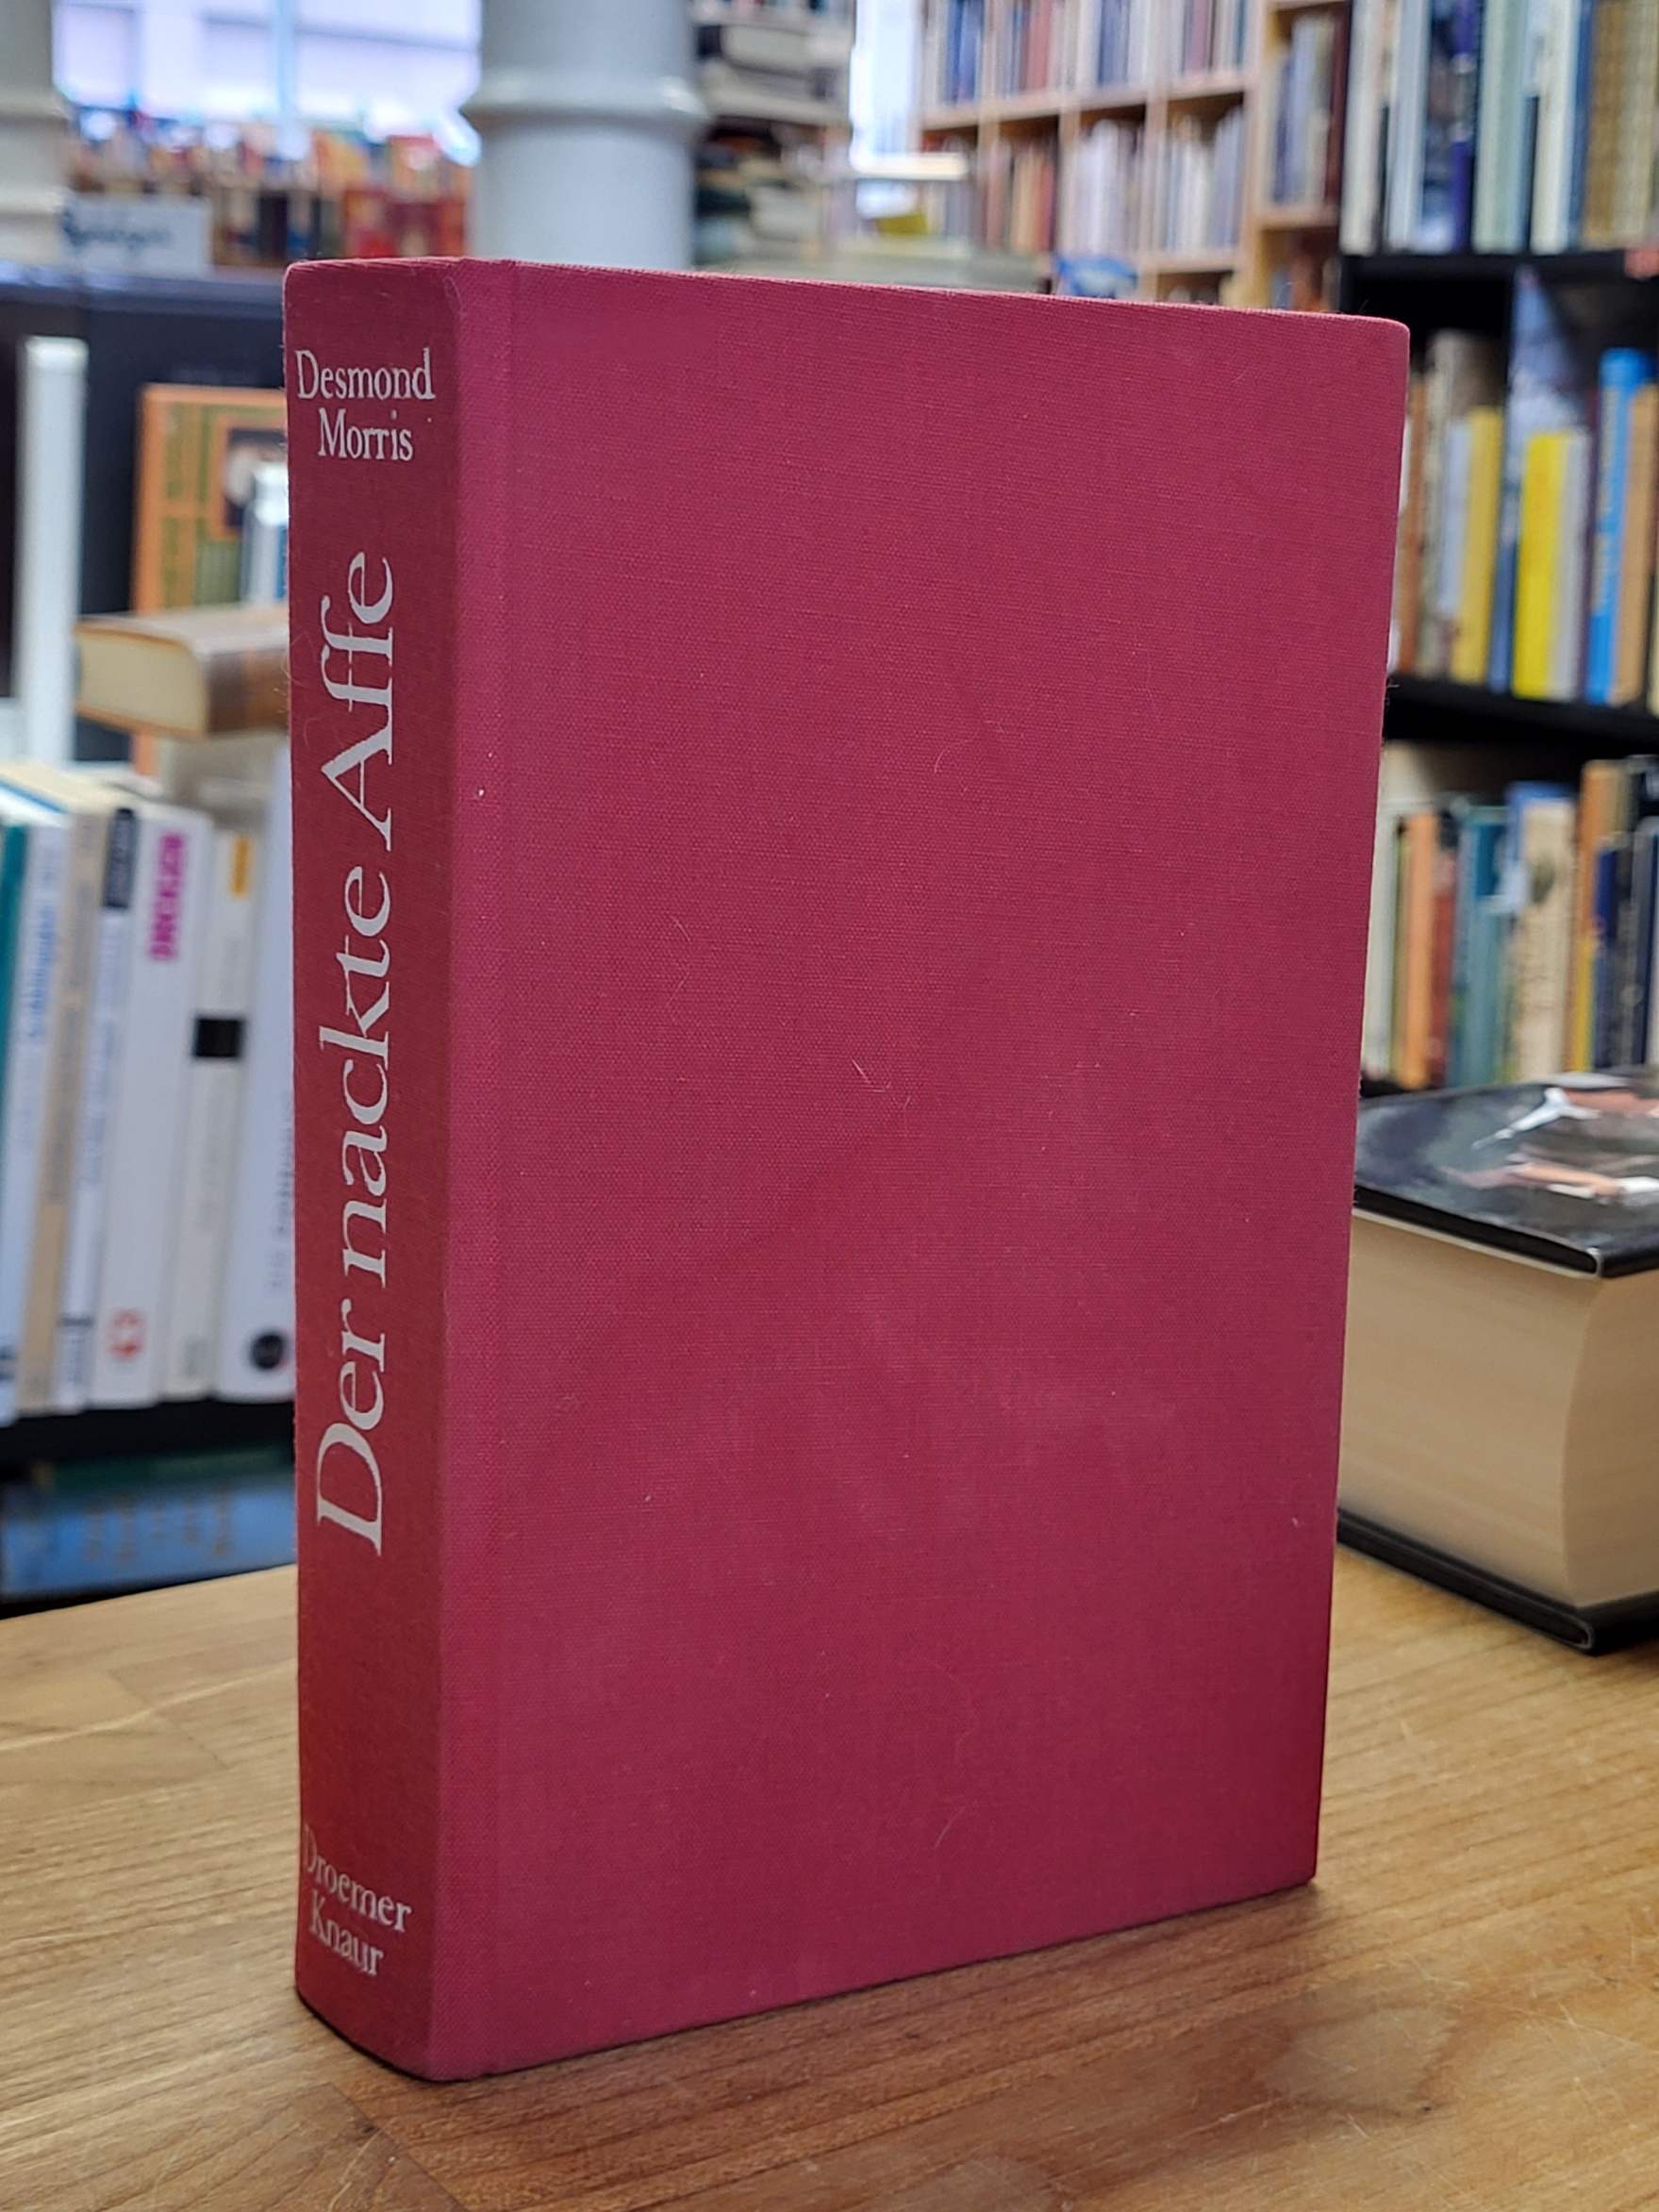 Desmond
Morris
Der nackte Affe
Droemer
Knaur